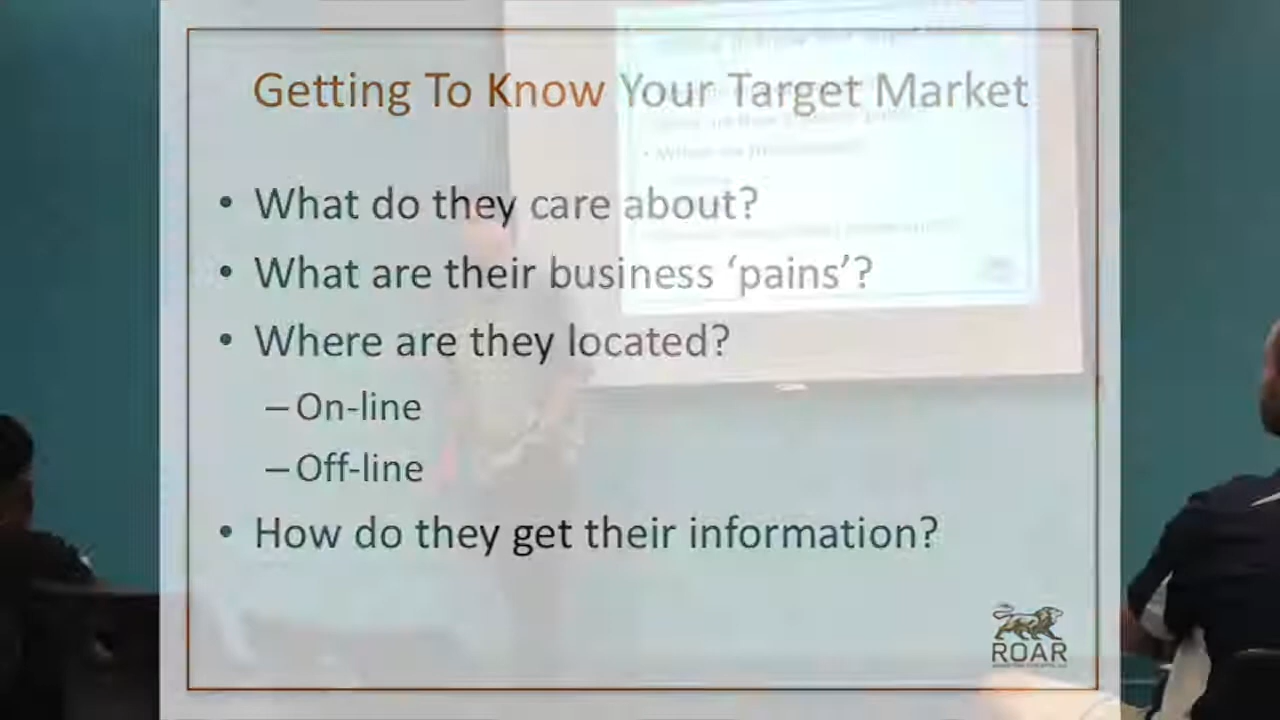 Getting To Know Your Target Market
• What do they care about?
• What are their business ‘pains’?
• Where are they located?
– On-line
– Off-line
• How do they get their information?
ROAR